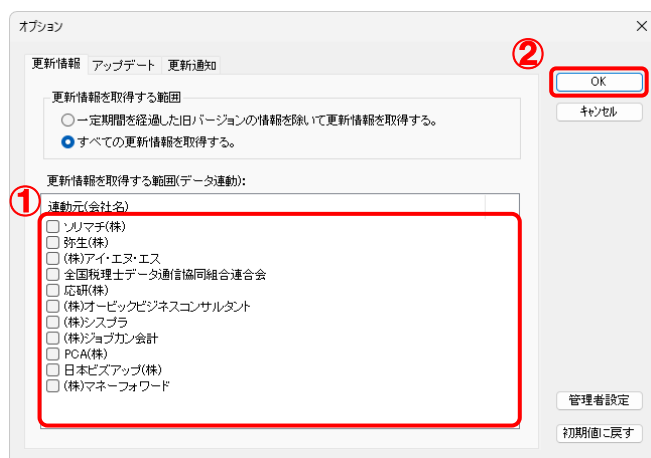 オプション
更新情報 アップデート 更新通知
②
OK
キャンセル
更新情報を取得する範囲
一定期間を経過した旧バージョンの情報を除いて更新情報を取得する。
すべての更新情報を取得する。
更新情報を取得する範囲(データ連動):
①
連動元(会社名)
ソリマチ(株)
弥生(株)
(株)アイ・エヌ・エス
全国税理士データ通信協同組合連合会
応研(株)
(株)オービックビジネスコンサルタント
(株)シスプラ
(株)ジョブカン会計
PCA(株)
日本ビズアップ(株)
(株)マネーフォワード
管理者設定
初期値に戻す